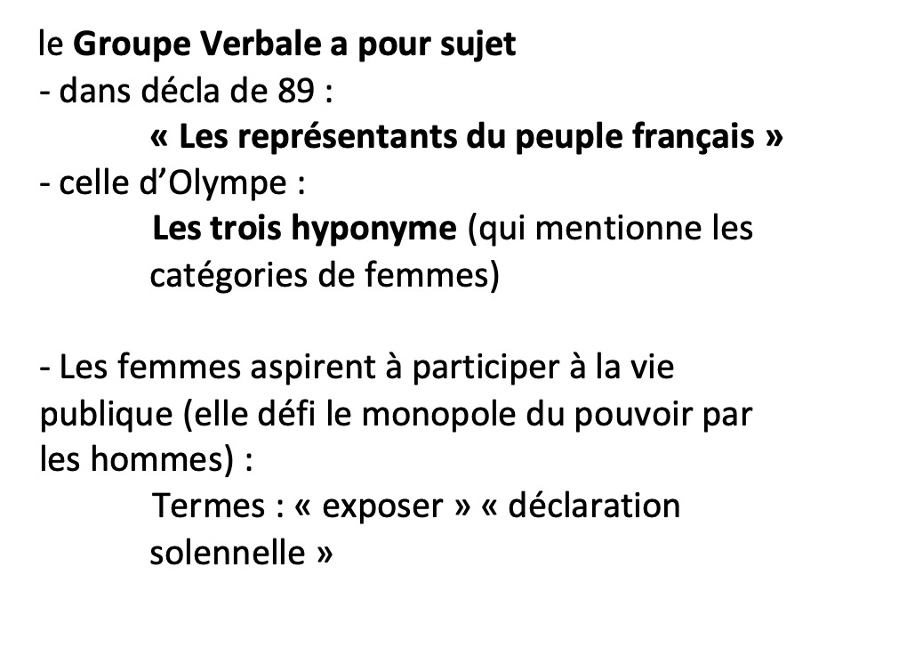 le Groupe Verbale a pour sujet
- dans décla de 89 :
« Les représentants du peuple français »
- celle d’Olympe :
Les trois hyponyme (qui mentionne les
catégories de femmes)
- Les femmes aspirent à participer à la vie
publique (elle défi le monopole du pouvoir par
les hommes) :
Termes : « exposer » « déclaration
solennelle »